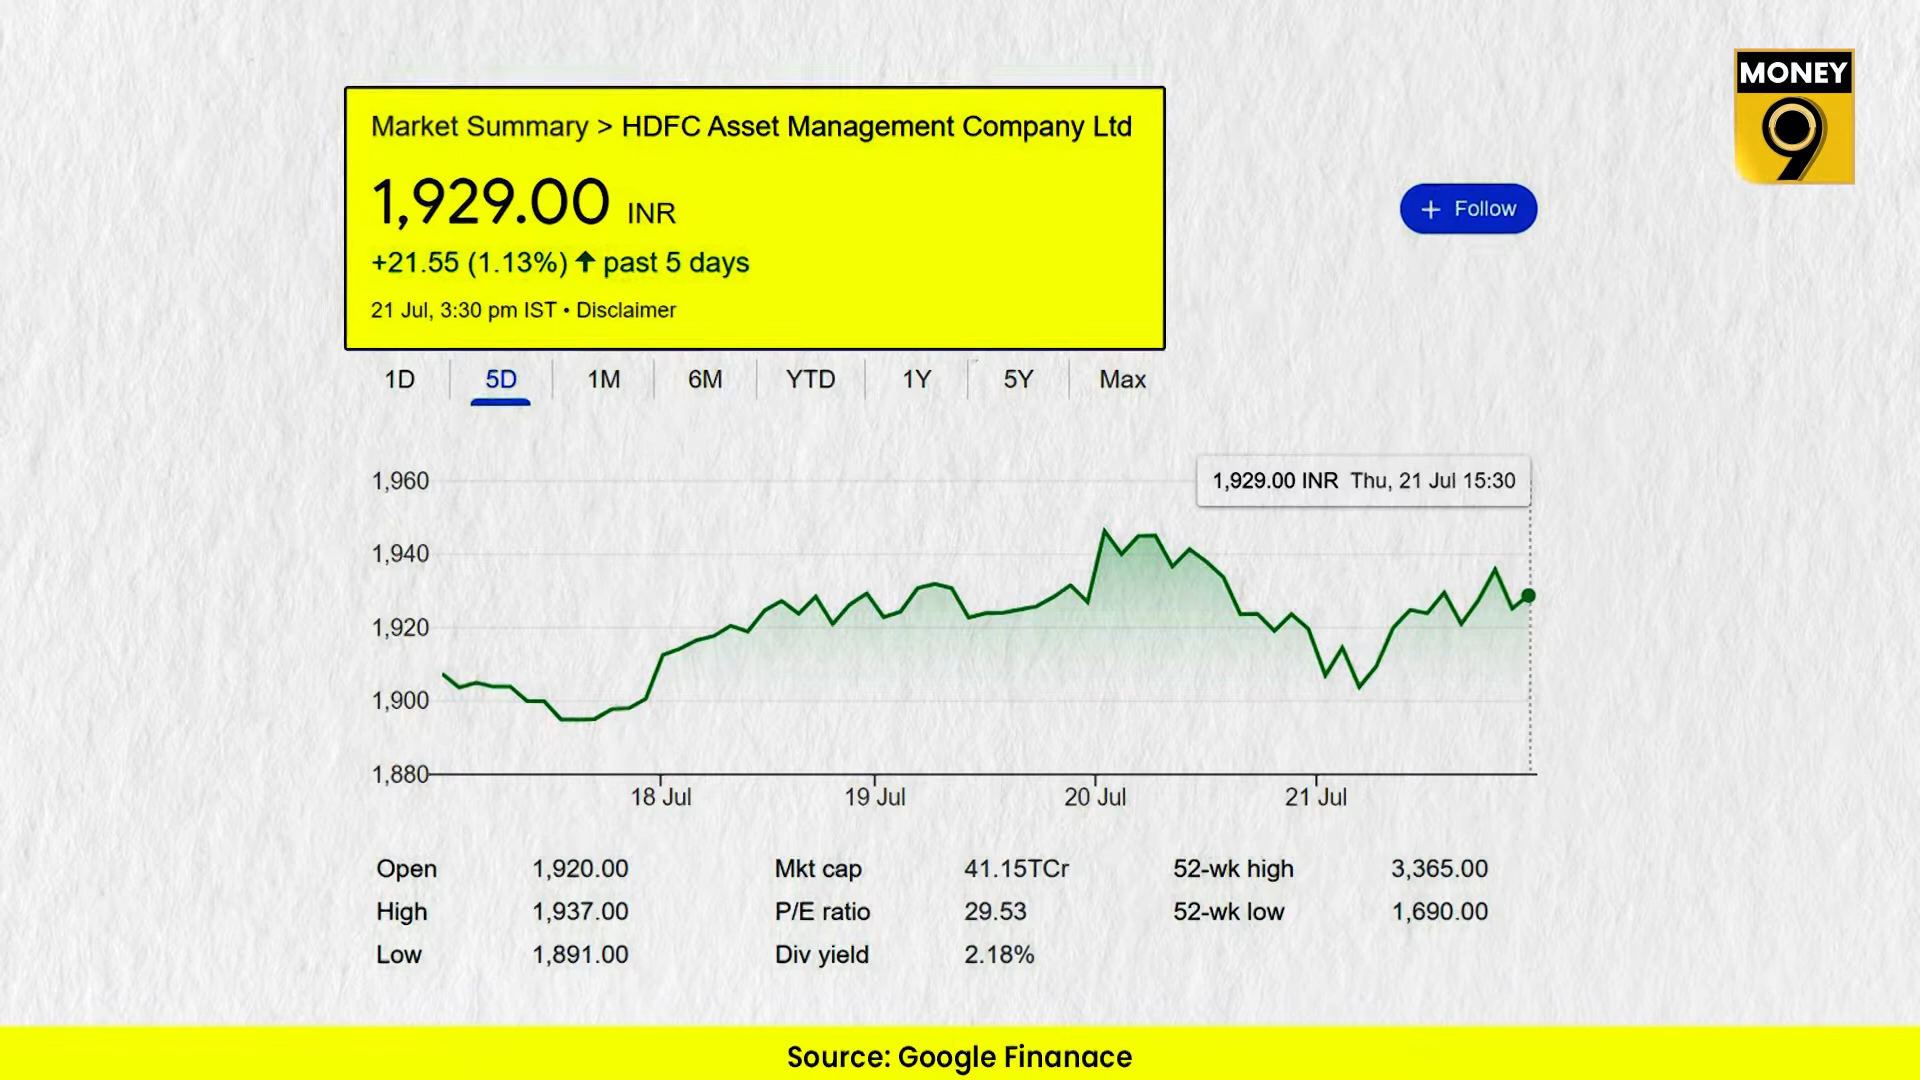 MONEY
9
Market Summary > HDFC Asset Management Company Ltd
1,929.00 INR
+21.55 (1.13%) ↑ past 5 days
21 Jul, 3:30 pm IST • Disclaimer
+ Follow
1D 5D 1M 6M YTD 1Y 5Y Max
1,929.00 INR Thu, 21 Jul 15:30
1,960
1,940
1,920
1,900
1,880
18 Jul 19 Jul 20 Jul 21 Jul
Open 1,920.00 Mkt cap 41.15TCr 52-wk high 3,365.00
High 1,937.00 P/E ratio 29.53 52-wk low 1,690.00
Low 1,891.00 Div yield 2.18%
Source: Google Finanace